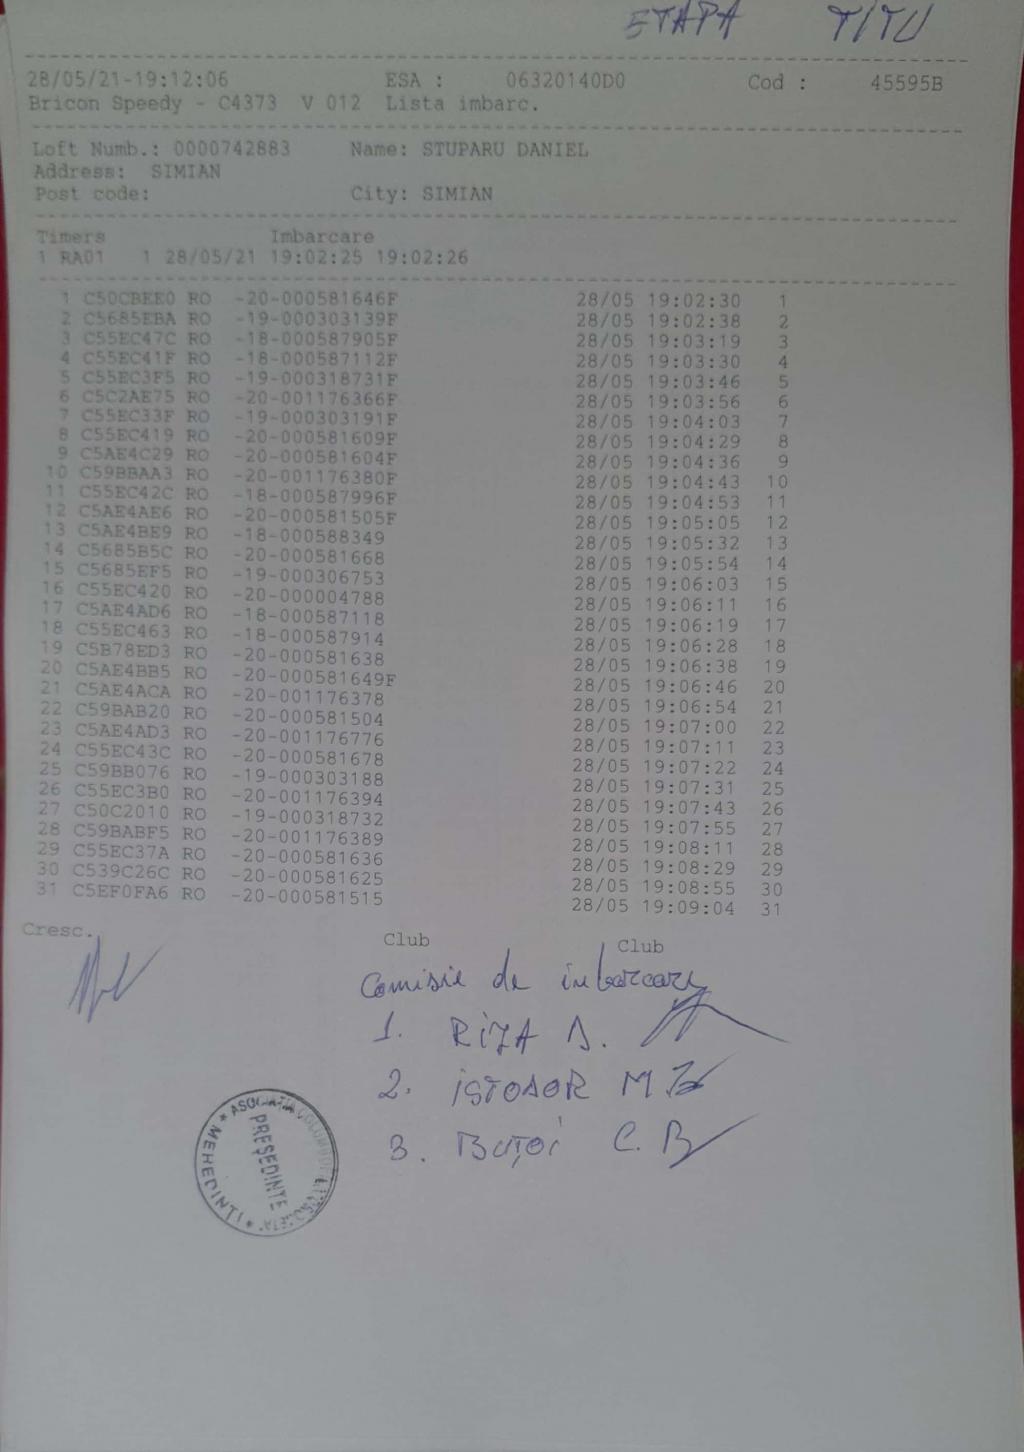 ETAPA TITU
28/05/21-19:12:06 ESA : 06320140D0 Cod : 45595B
Bricon Speedy - C4373 V 012 Lista imbarc.
Loft Numb.: 0000742883 Name: STUPARU DANIEL
Address: SIMIAN
Post code: City: SIMIAN
Timers Imbarcare
1 RA01 1 28/05/21 19:02:25 19:02:26
1 C50CBEE0 RO -20-000581646F 28/05 19:02:30 1
2 C5685EBA RO -19-000303139F 28/05 19:02:38 2
3 C55EC47C RO -18-000587905F 28/05 19:03:19 3
4 C55EC41F RO -18-000587112F 28/05 19:03:30 4
5 C55EC3F5 RO -19-000318731F 28/05 19:03:46 5
6 C5C2AE75 RO -20-001176366F 28/05 19:03:56 6
7 C55EC33F RO -19-000303191F 28/05 19:04:03 7
8 C55EC419 RO -20-000581609F 28/05 19:04:29 8
9 C5AE4C29 RO -20-000581604F 28/05 19:04:36 9
10 C59BBAA3 RO -20-001176380F 28/05 19:04:43 10
11 C55EC42C RO -18-000587996F 28/05 19:04:53 11
12 C5AE4AE6 RO -20-000581505F 28/05 19:05:05 12
13 C5AE4BE9 RO -18-000588349 28/05 19:05:32 13
14 C5685B5C RO -20-000581668 28/05 19:05:54 14
15 C5685EF5 RO -19-000306753 28/05 19:06:03 15
16 C55EC420 RO -20-000004788 28/05 19:06:11 16
17 C5AE4AD6 RO -18-000587118 28/05 19:06:19 17
18 C55EC463 RO -18-000587914 28/05 19:06:28 18
19 C5B78ED3 RO -20-000581638 28/05 19:06:38 19
20 C5AE4BB5 RO -20-000581649F 28/05 19:06:46 20
21 C5AE4ACA RO -20-001176378 28/05 19:06:54 21
22 C59BAB20 RO -20-000581504 28/05 19:07:00 22
23 C5AE4AD3 RO -20-001176776 28/05 19:07:11 23
24 C55EC43C RO -20-000581678 28/05 19:07:22 24
25 C59BB076 RO -19-000303188 28/05 19:07:31 25
26 C55EC3B0 RO -20-001176394 28/05 19:07:43 26
27 C50C2010 RO -19-000318732 28/05 19:07:55 27
28 C59BABF5 RO -20-001176389 28/05 19:08:11 28
29 C55EC37A RO -20-000581636 28/05 19:08:29 29
30 C539C26C RO -20-000581625 28/05 19:08:55 30
31 C5EF0FA6 RO -20-000581515 28/05 19:09:04 31
Cresc. Club Club
Comisie de imbarcare
1. RIZA D.
2. ISTODOR M
3. BUȚOI C.
PREȘEDINTE
MEHEDINȚI